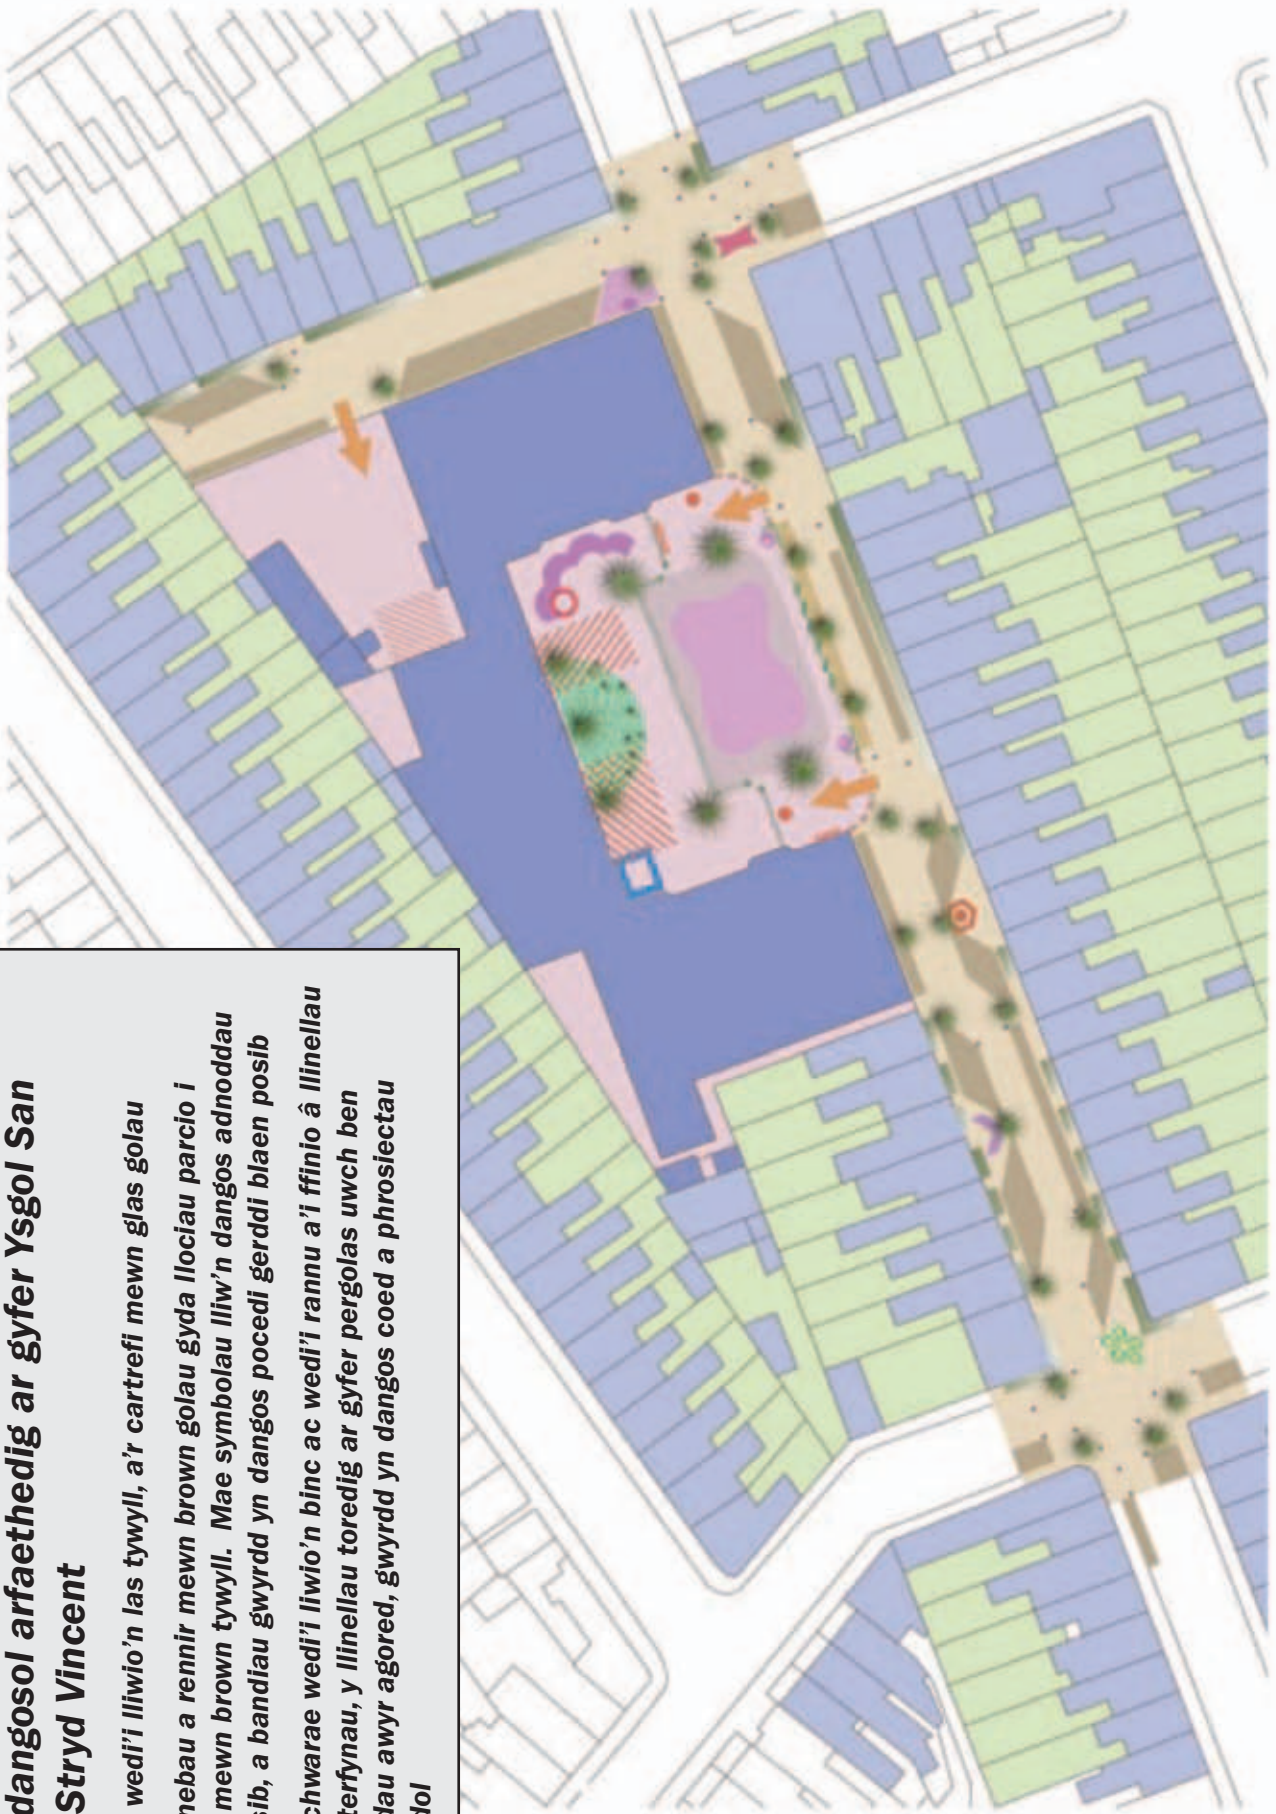 dangosol arfaethedig ar gyfer Ysgol San
Stryd Vincent
wedi'i lliwio'n las tywyll, a'r cartrefi mewn glas golau
nebau a rennir mewn brown golau gyda llociau parcio i
mewn brown tywyll. Mae symbolau lliw'n dangos adnoddau
sib, a bandiau gwyrdd yn dangos pocedi gerddi blaen posib
chwarae wedi'i liwio'n binc ac wedi'i rannu a'i ffinio â llinellau
terfynau, y llinellau toredig ar gyfer pergolas uwch ben
dau awyr agored, gwyrdd yn dangos coed a phrosiectau
dol